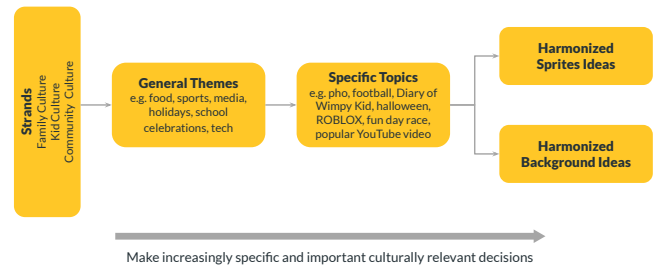 Strands
Family Culture
Kid Culture
Community Culture
General Themes
e.g. food, sports, media,
holidays, school
celebrations, tech
Specific Topics
e.g. pho, football, Diary of
Wimpy Kid, halloween,
ROBLOX, fun day race,
popular YouTube video
Harmonized
Sprites Ideas
Harmonized
Background Ideas
Make increasingly specific and important culturally relevant decisions